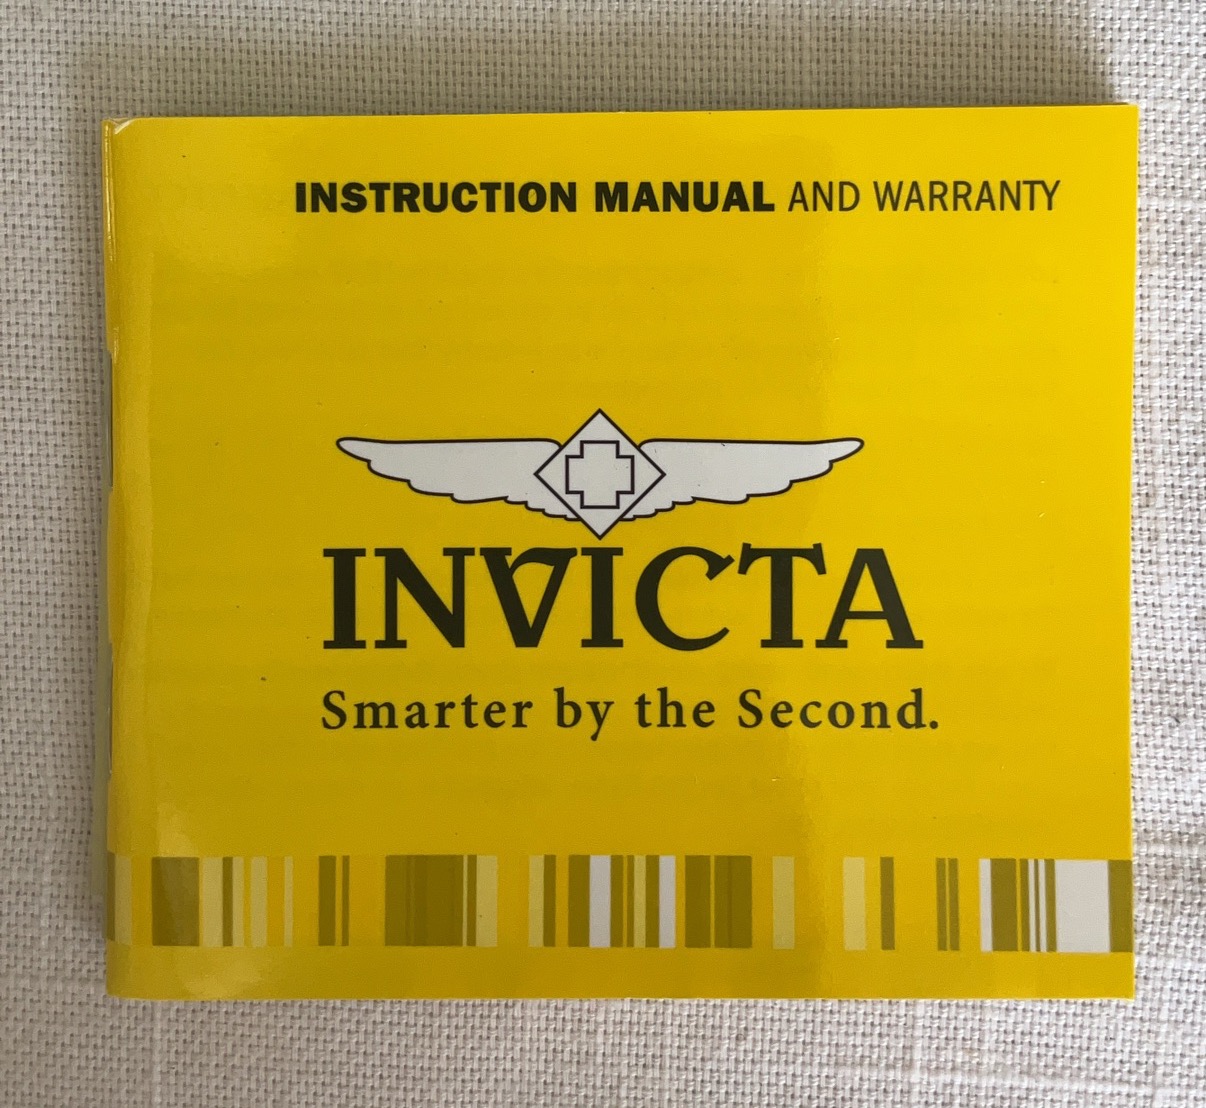 INSTRUCTION MANUAL AND WARRANTY
INVICTA
Smarter by the Second.